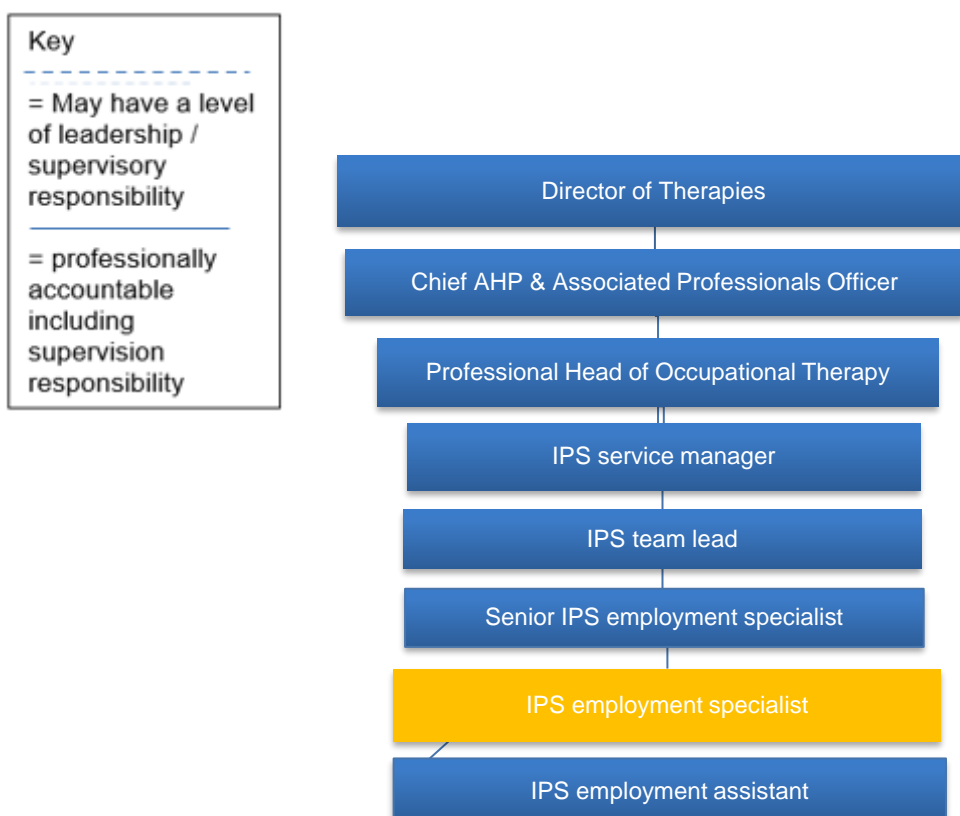 Key
= May have a level
of leadership /
supervisory
responsibility
= professionally
accountable
including
supervision
responsibility
Director of Therapies
Chief AHP & Associated Professionals Officer
Professional Head of Occupational Therapy
IPS service manager
IPS team lead
Senior IPS employment specialist
IPS employment specialist
IPS employment assistant